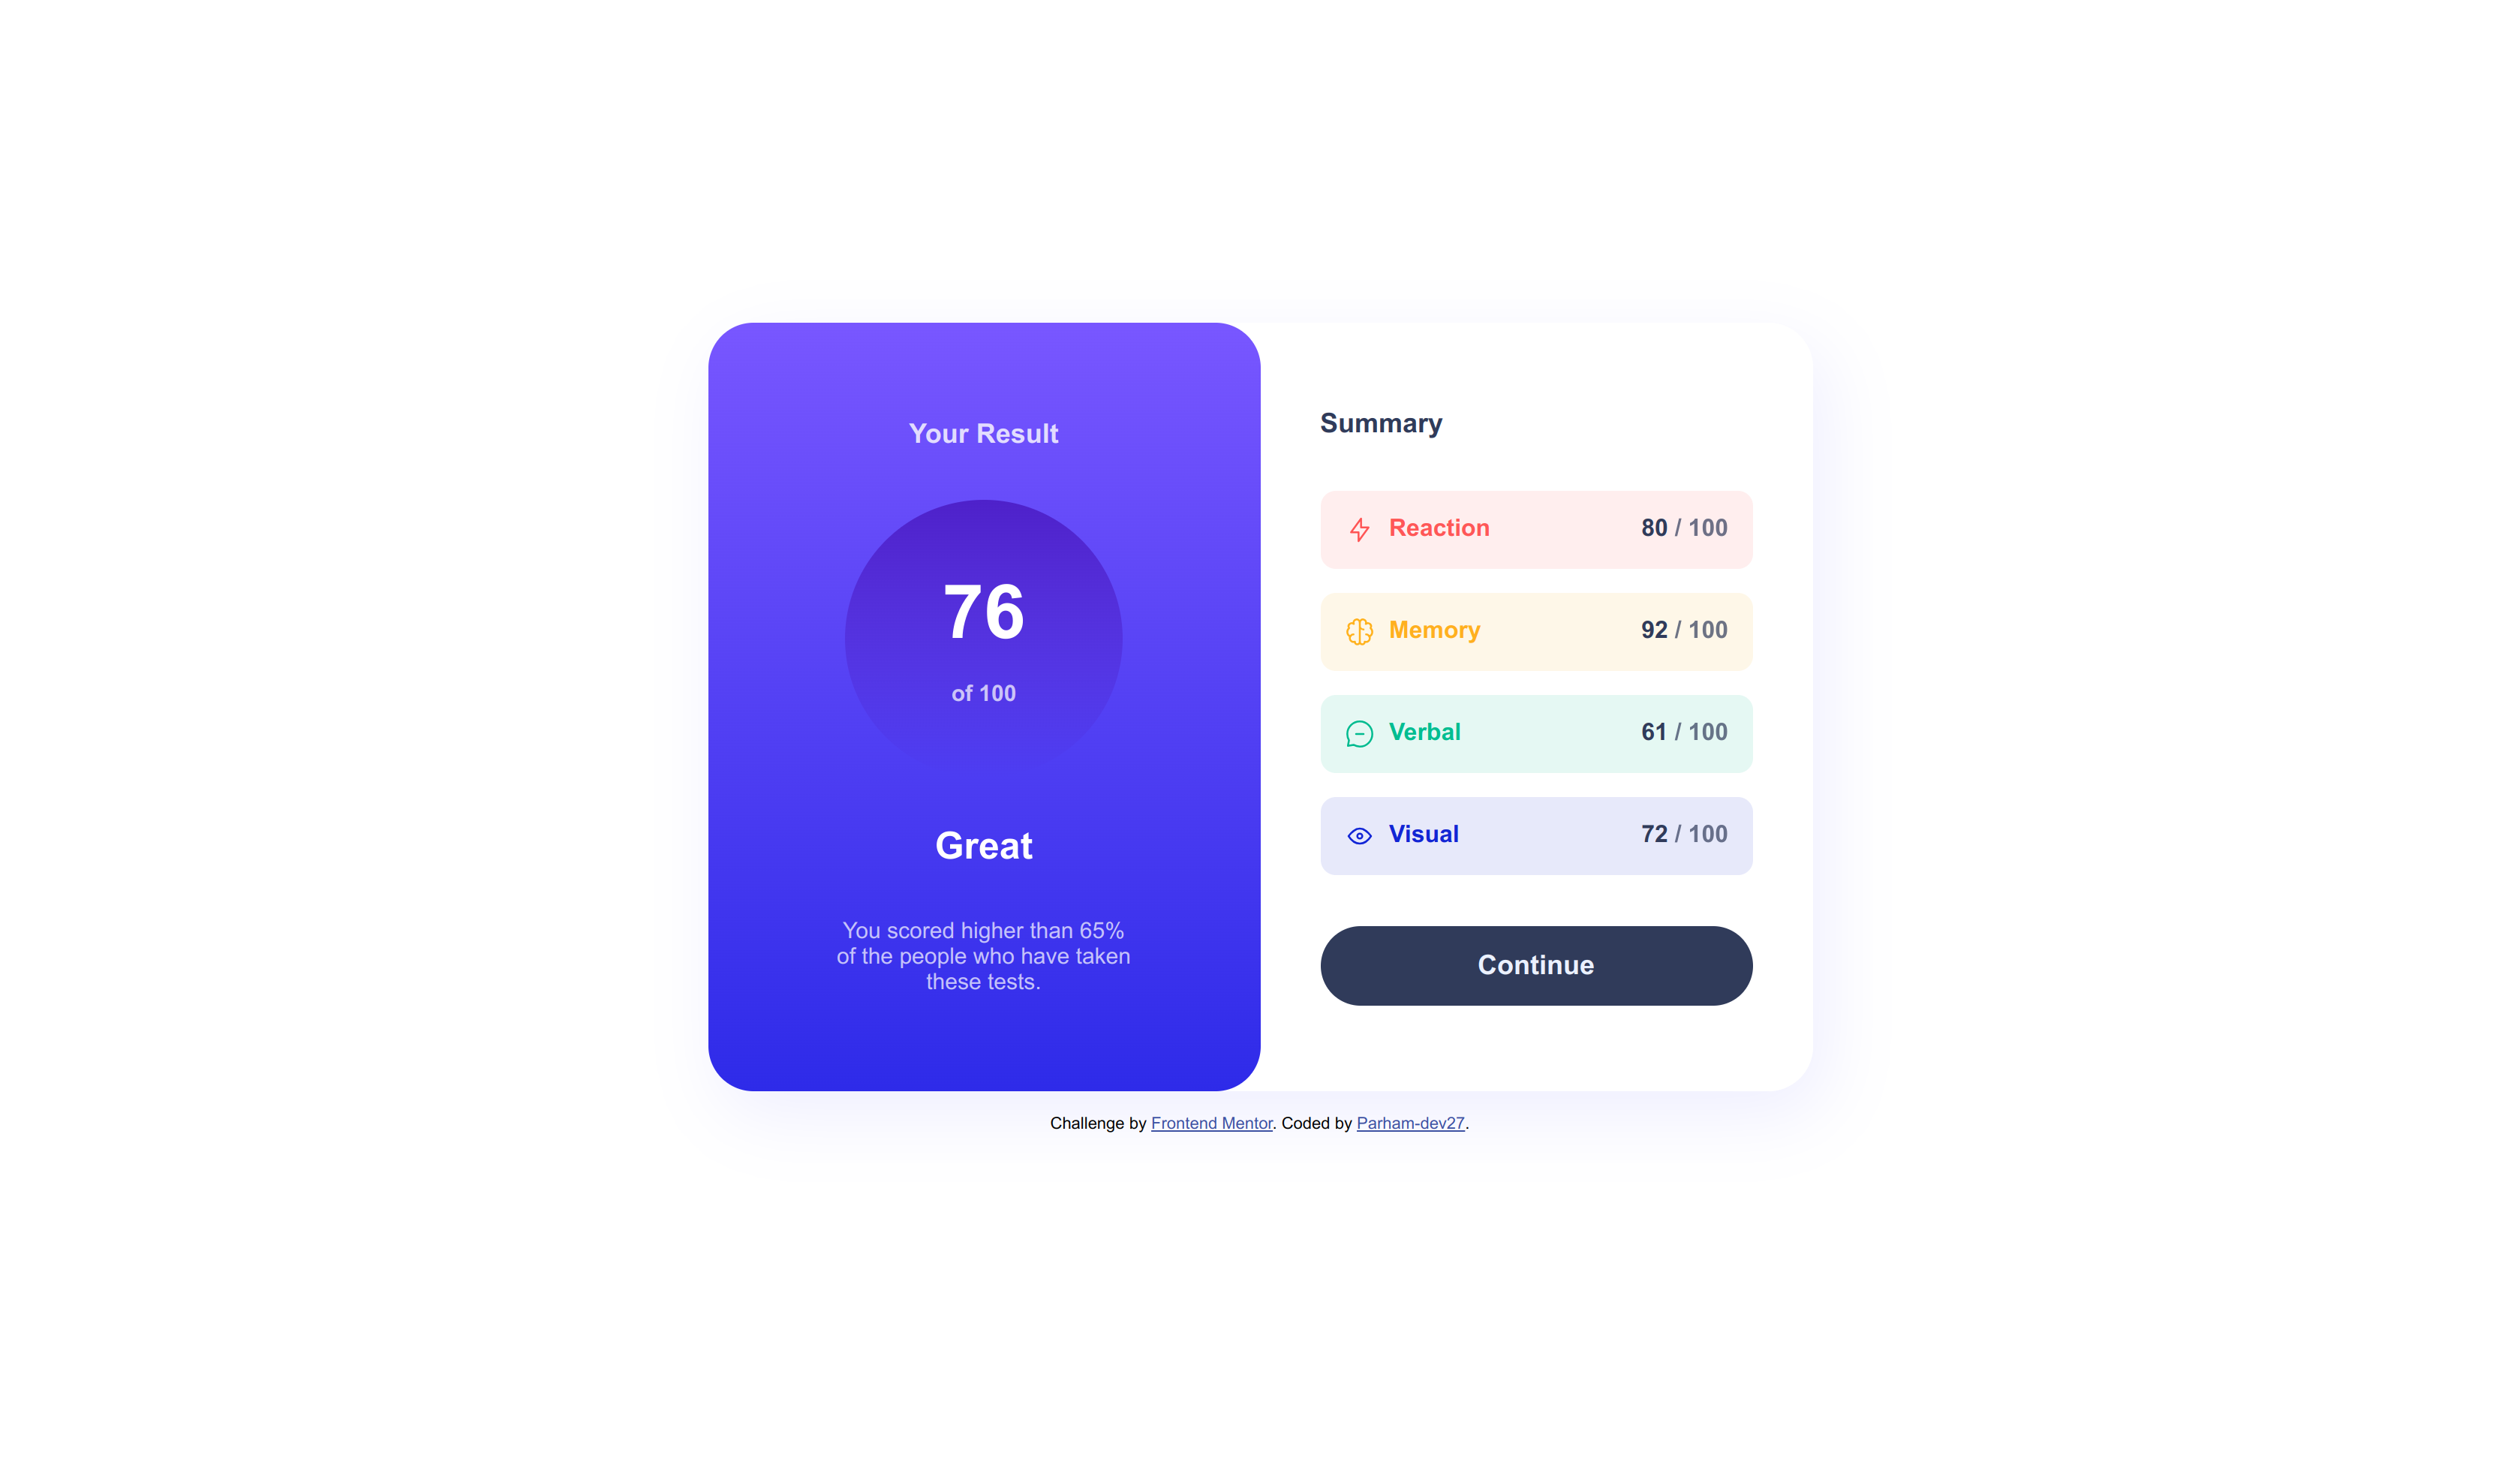 Your Result
76
of 100
Great
You scored higher than 65%
of the people who have taken
these tests.
Summary
Reaction 80 / 100
Memory 92 / 100
Verbal 61 / 100
Visual 72 / 100
Continue
Challenge by Frontend Mentor. Coded by Parham-dev27.